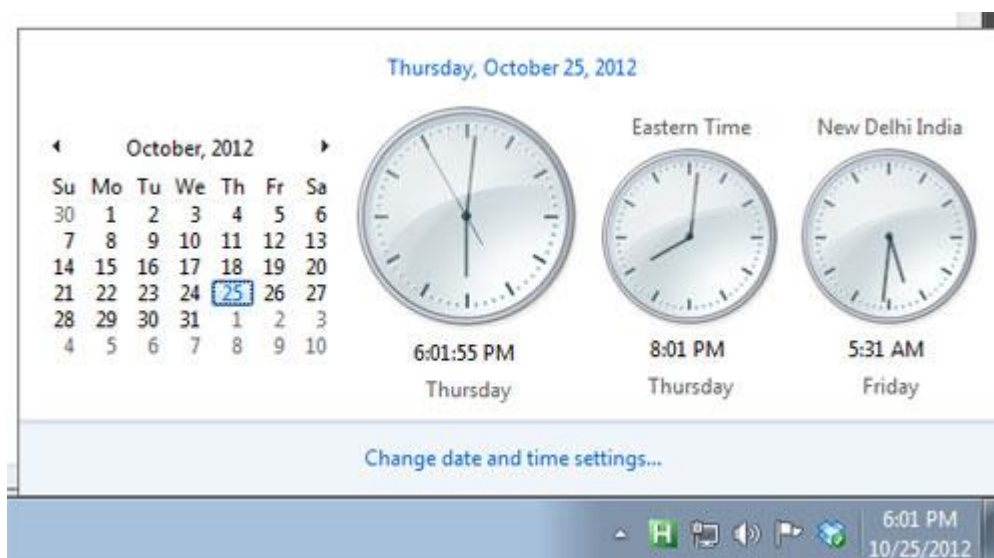 Thursday, October 25, 2012
October, 2012
Su Mo Tu We Th Fr Sa
30 1 2 3 4 5 6
7 8 9 10 11 12 13
14 15 16 17 18 19 20
21 22 23 24 25 26 27
28 29 30 31 1 2 3
4 5 6 7 8 9 10
6:01:55 PM
Thursday
Eastern Time
8:01 PM
Thursday
New Delhi India
5:31 AM
Friday
Change date and time settings...
H
6:01 PM
10/25/2012